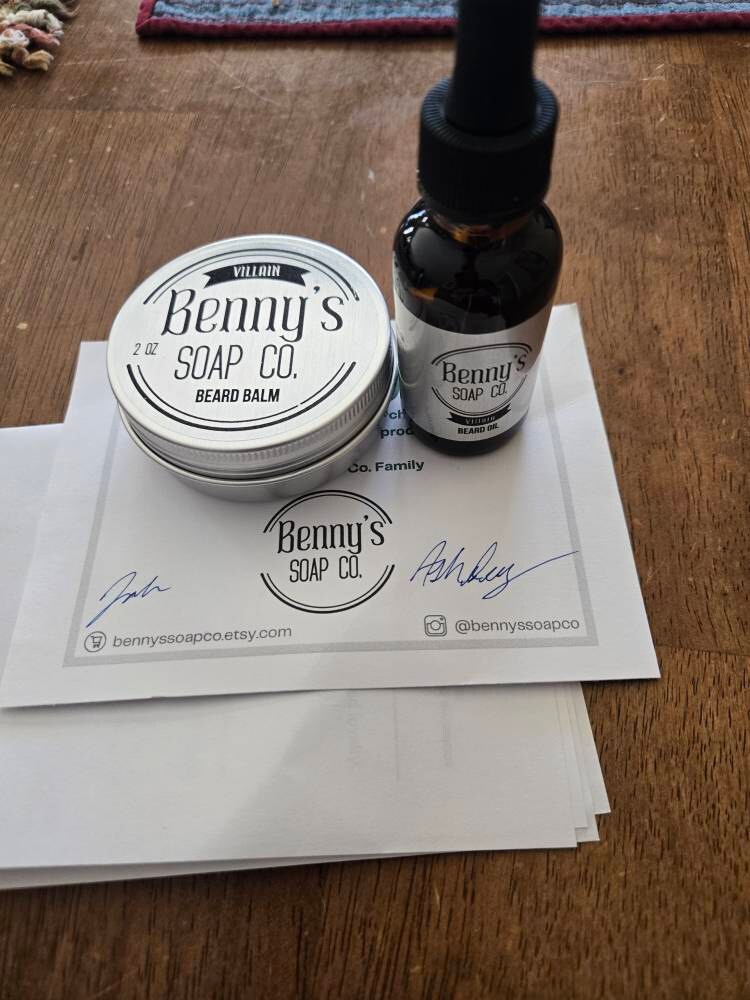 VILLAIN
Benny's
2 OZ
SOAP CO.
BEARD BALM
Benny's
SOAP CO.
Villain
BEARD OIL
Co. Family
Benny's
SOAP CO.
Ashley
bennyssoapco.etsy.com
@bennyssoapco